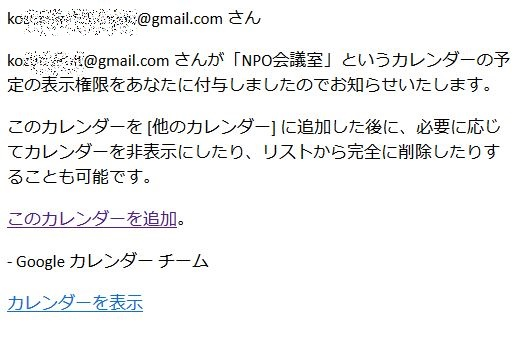 @gmail.com さん
@gmail.com さんが「NPO会議室」というカレンダーの予
定の表示権限をあなたに付与しましたのでお知らせいたします。
このカレンダーを [他のカレンダー] に追加した後に、必要に応じ
てカレンダーを非表示にしたり、リストから完全に削除したりす
ることも可能です。
このカレンダーを追加。
- Google カレンダー チーム
カレンダーを表示